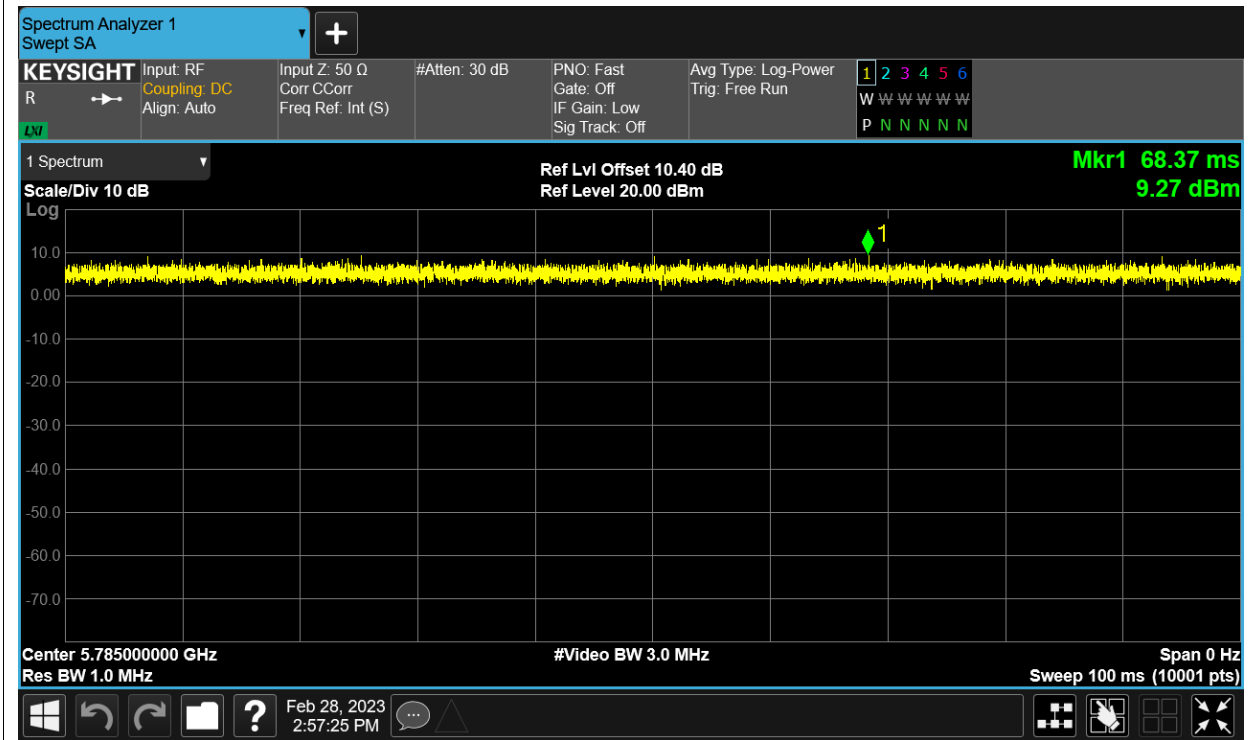 Spectrum Analyzer 1
Swept SA
KEYSIGHT
R
LXI
Input: RF
Coupling: DC
Align: Auto
Input Z: 50 Ω
Corr CCorr
Freq Ref: Int (S)
#Atten: 30 dB
PNO: Fast
Gate: Off
IF Gain: Low
Sig Track: Off
Avg Type: Log-Power
Trig: Free Run
1 2 3 4 5 6
W W W W W W
P N N N N N
1 Spectrum
Scale/Div 10 dB
Log
Ref Lvl Offset 10.40 dB
Ref Level 20.00 dBm
Mkr1 68.37 ms
9.27 dBm
1
10.0
0.00
-10.0
-20.0
-30.0
-40.0
-50.0
-60.0
-70.0
Center 5.785000000 GHz
Res BW 1.0 MHz
#Video BW 3.0 MHz
Span 0 Hz
Sweep 100 ms (10001 pts)
?
Feb 28, 2023
2:57:25 PM